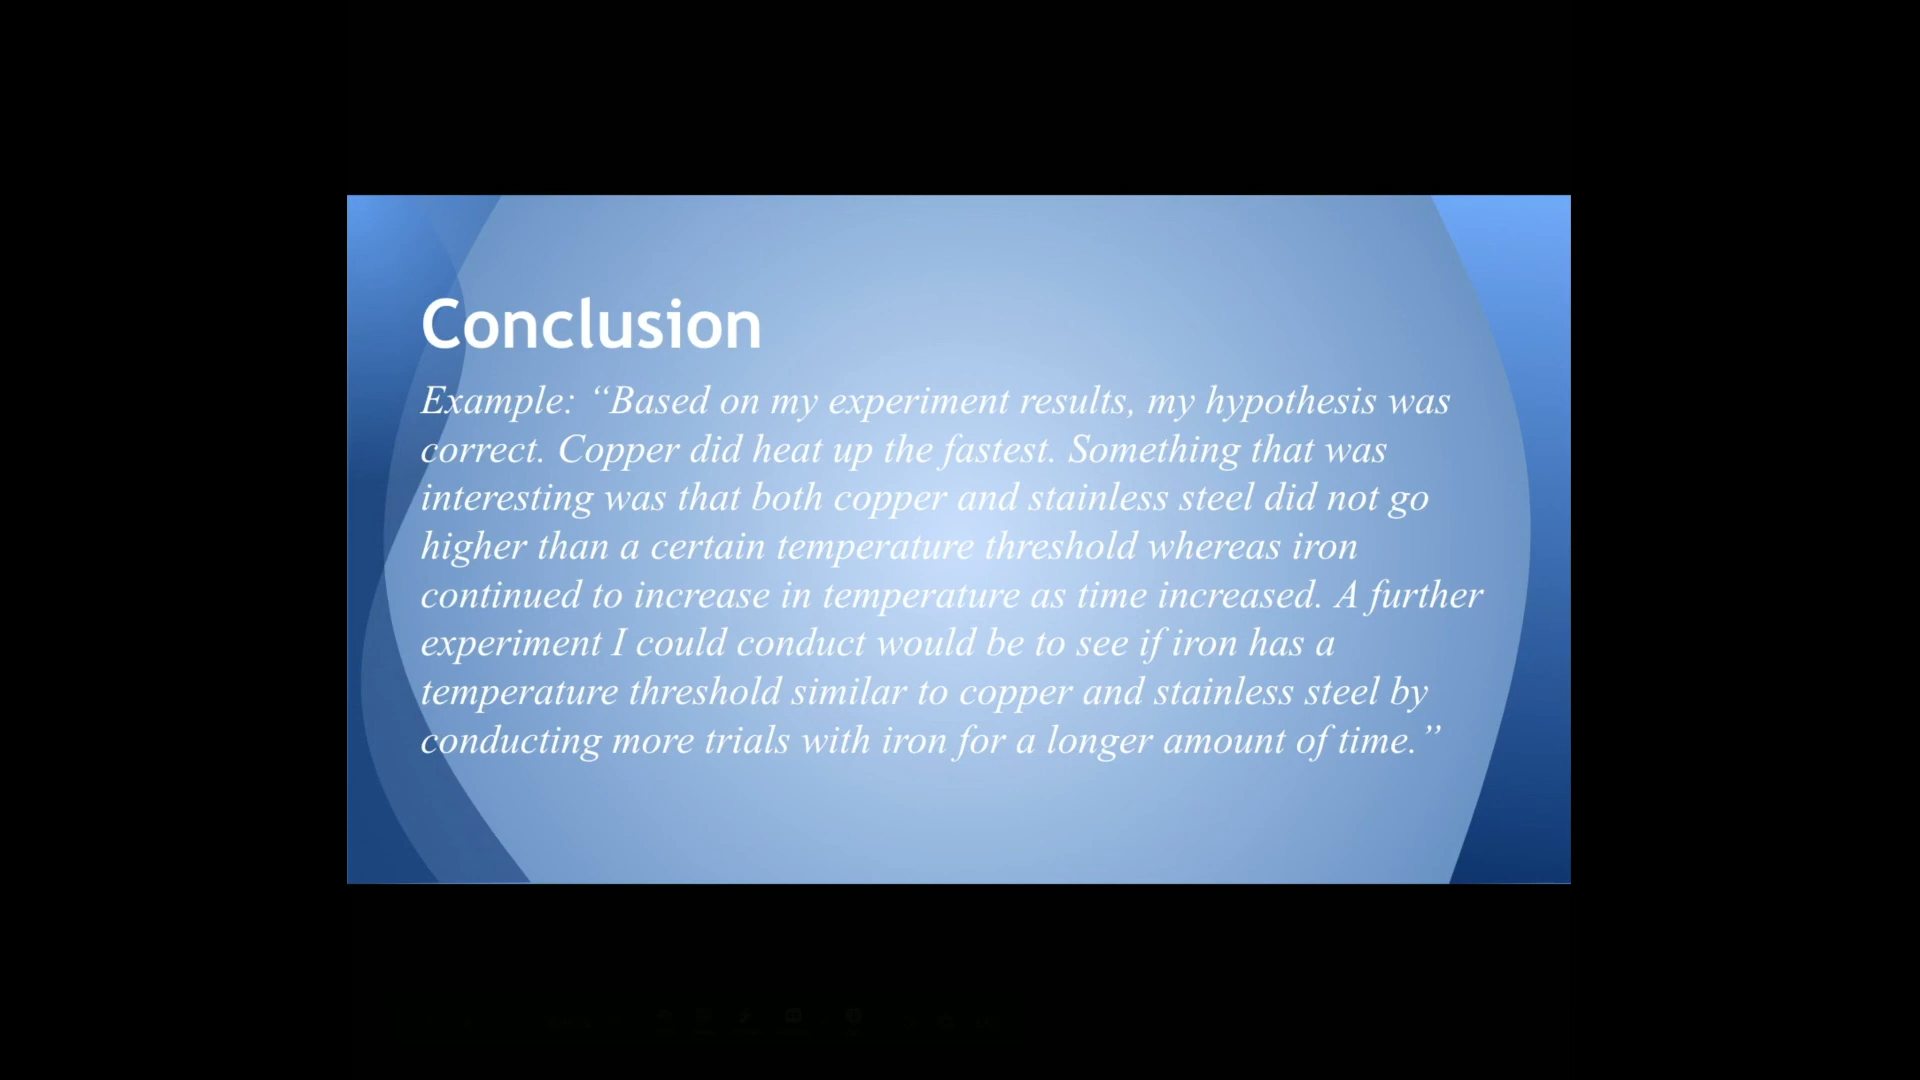 Conclusion
Example: “Based on my experiment results, my hypothesis was
correct. Copper did heat up the fastest. Something that was
interesting was that both copper and stainless steel did not go
higher than a certain temperature threshold whereas iron
continued to increase in temperature as time increased. A further
experiment I could conduct would be to see if iron has a
temperature threshold similar to copper and stainless steel by
conducting more trials with iron for a longer amount of time.”